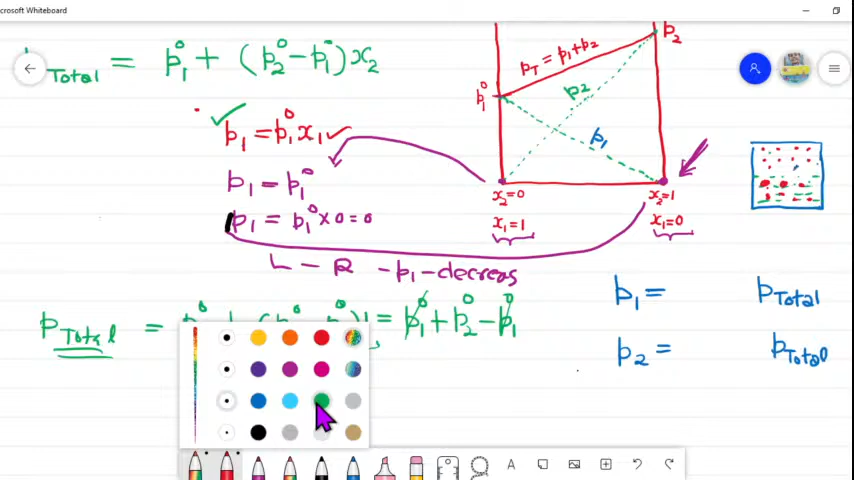 crosoft Whiteboard
Total = p₁⁰ + (p₂⁰ - p₁⁰)x₂
p₁ = p₁⁰x₁
p₁ = p₁⁰
p₁ = p₁⁰ × 0 = 0
L - R - p₁ - decreas
p₁⁰
p_T = p₁ + p₂
p₂
p₂
p₁
x₂=0
x₂=1
x₁=1
x₁=0
p_Total = = p₁⁰ + p₂⁰ - p₁⁰
p₁ = p_Total
p₂ = p_Total
A